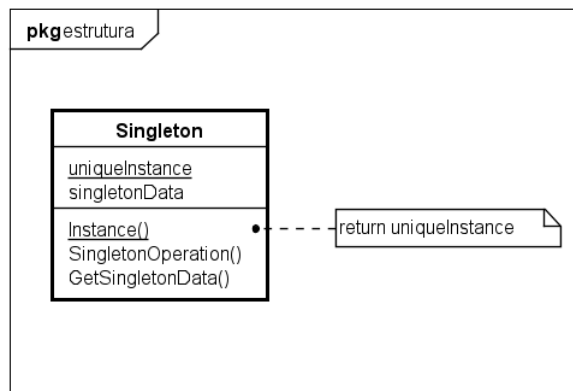 pkg estrutura
Singleton
uniqueInstance
singletonData
Instance()
return uniqueInstance
SingletonOperation()
GetSingletonData()